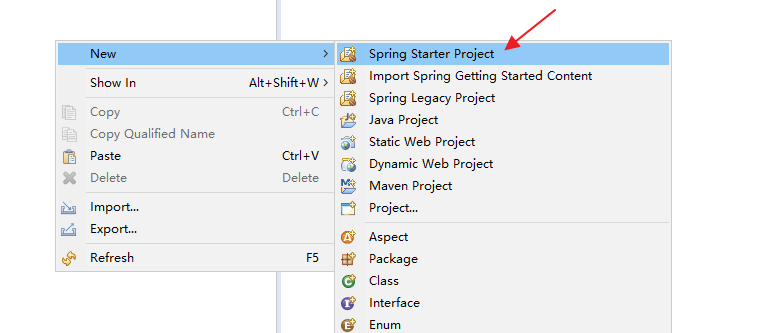 New
Show In Alt+Shift+W
Copy Ctrl+C
Copy Qualified Name
Paste Ctrl+V
Delete Delete
Import...
Export...
Refresh F5
Spring Starter Project
Import Spring Getting Started Content
Spring Legacy Project
Java Project
Static Web Project
Dynamic Web Project
Maven Project
Project...
Aspect
Package
Class
Interface
Enum